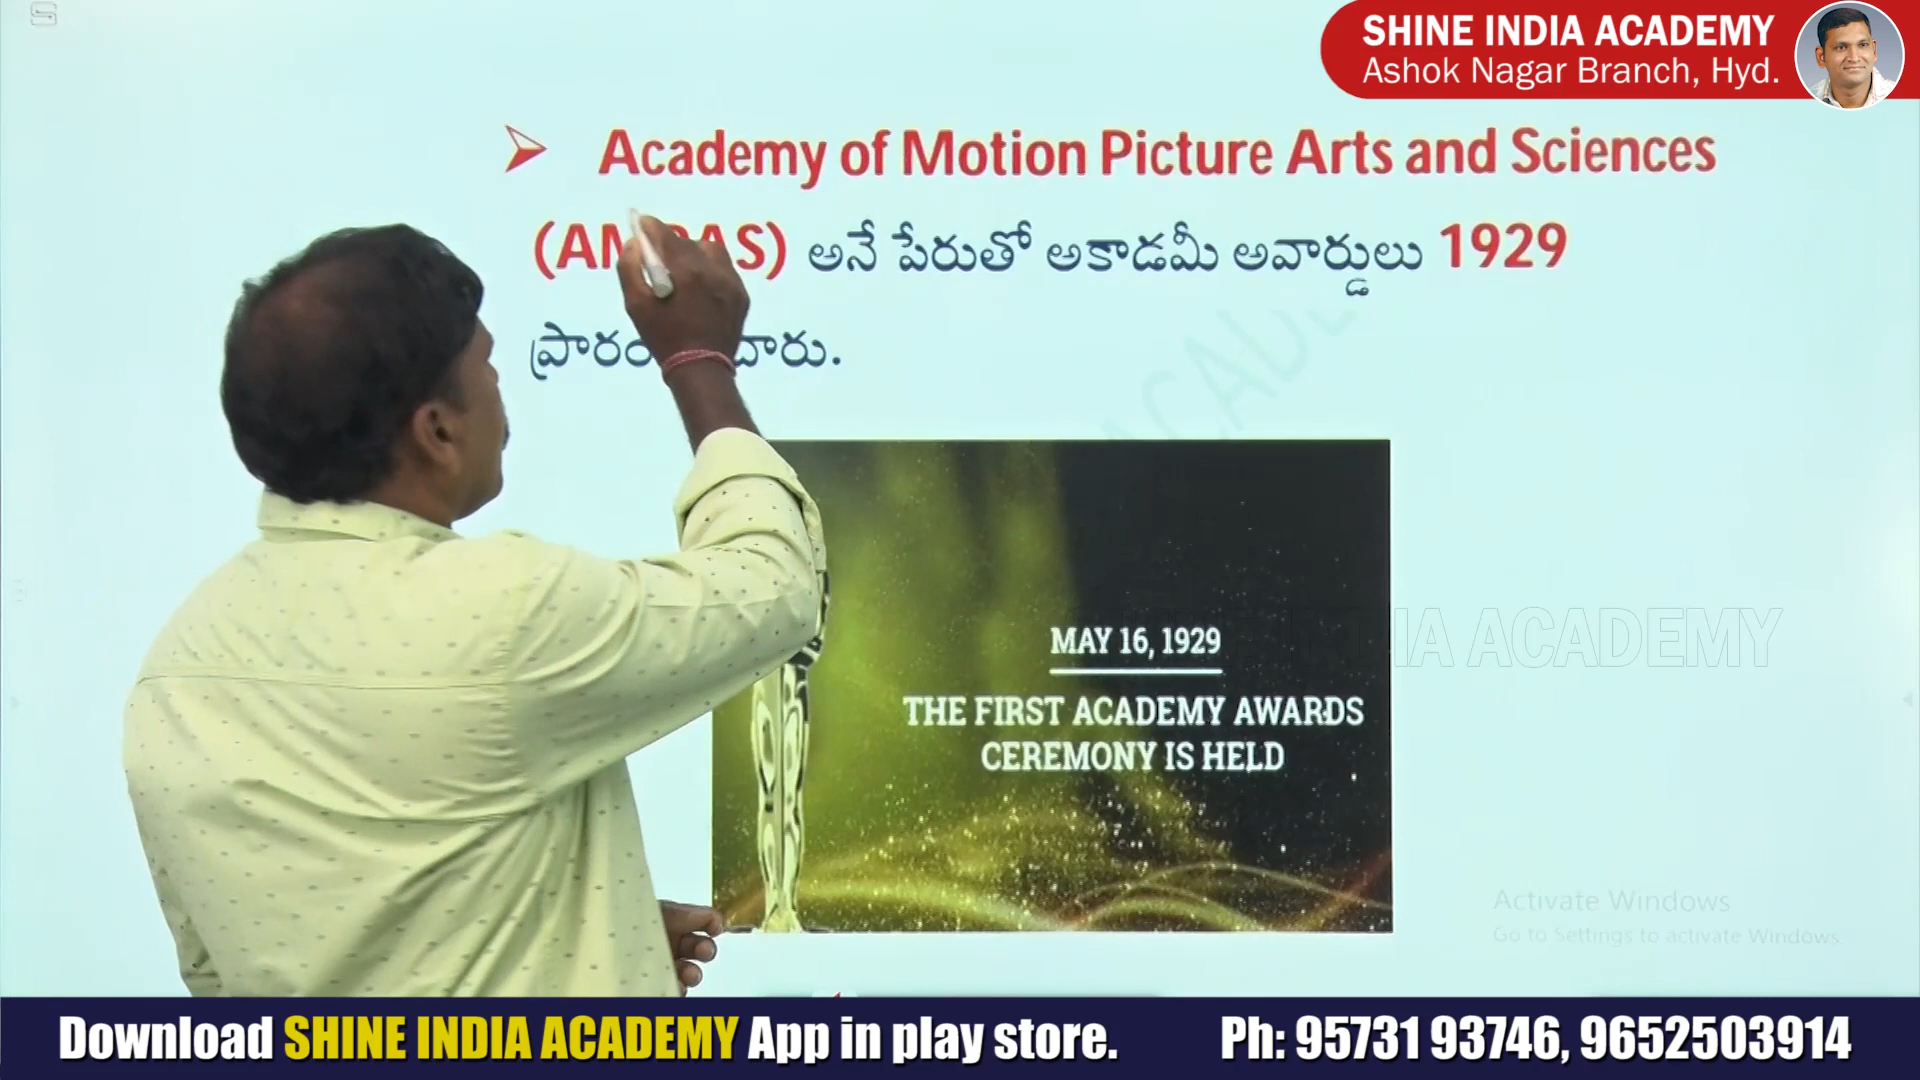 SHINE INDIA ACADEMY
Ashok Nagar Branch, Hyd.
Academy of Motion Picture Arts and Sciences
అనే పేరుతో అకాడమీ అవార్డులు 1929
MAY 16, 1929
THE FIRST ACADEMY AWARDS
CEREMONY IS HELD
ACADEMY
Activate Windows
Go to Settings to activate Windows
Download SHINE INDIA ACADEMY App in play store.
Ph: 95731 93746, 9652503914